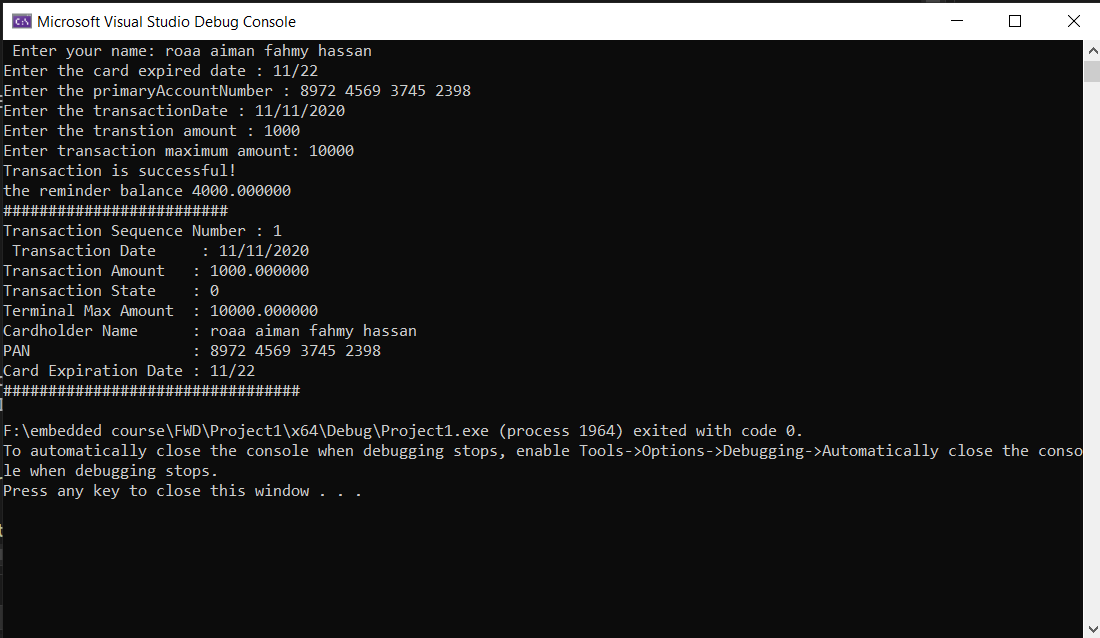 Microsoft Visual Studio Debug Console
Enter your name: roaa aiman fahmy hassan
Enter the card expired date : 11/22
Enter the primaryAccountNumber : 8972 4569 3745 2398
Enter the transactionDate : 11/11/2020
Enter the transtion amount : 1000
Enter transaction maximum amount: 10000
Transaction is successful!
the reminder balance 4000.000000
#########################
Transaction Sequence Number : 1
Transaction Date     : 11/11/2020
Transaction Amount   : 1000.000000
Transaction State    : 0
Terminal Max Amount  : 10000.000000
Cardholder Name      : roaa aiman fahmy hassan
PAN                  : 8972 4569 3745 2398
Card Expiration Date : 11/22
#################################
F:\embedded course\FWD\Project1\x64\Debug\Project1.exe (process 1964) exited with code 0.
To automatically close the console when debugging stops, enable Tools->Options->Debugging->Automatically close the conso
le when debugging stops.
Press any key to close this window . . .